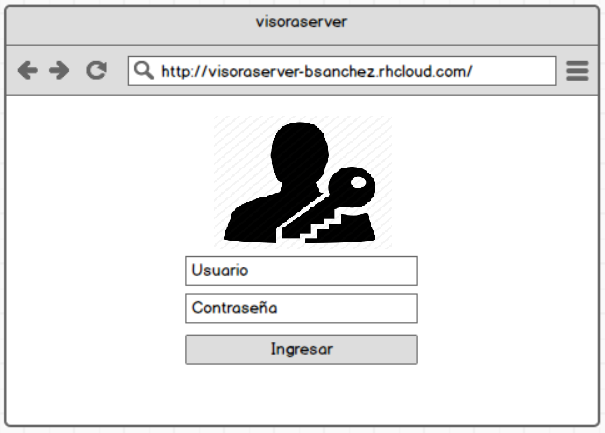 visoraserver
http://visoraserver-bsanchez.rhcloud.com/
Usuario
Contraseña
Ingresar